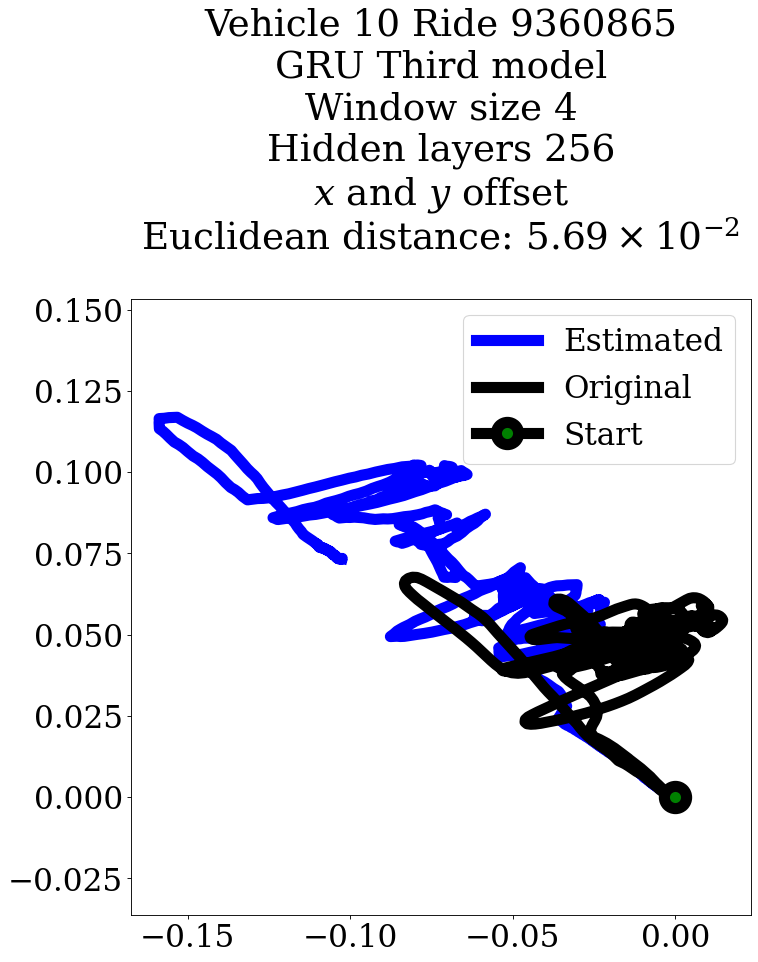 Vehicle 10 Ride 9360865
GRU Third model
Window size 4
Hidden layers 256
x and y offset
Euclidean distance: 5.69 × 10⁻²
0.150
0.125
0.100
0.075
0.050
0.025
0.000
−0.025
Estimated
Original
Start
−0.15
−0.10
−0.05
0.00